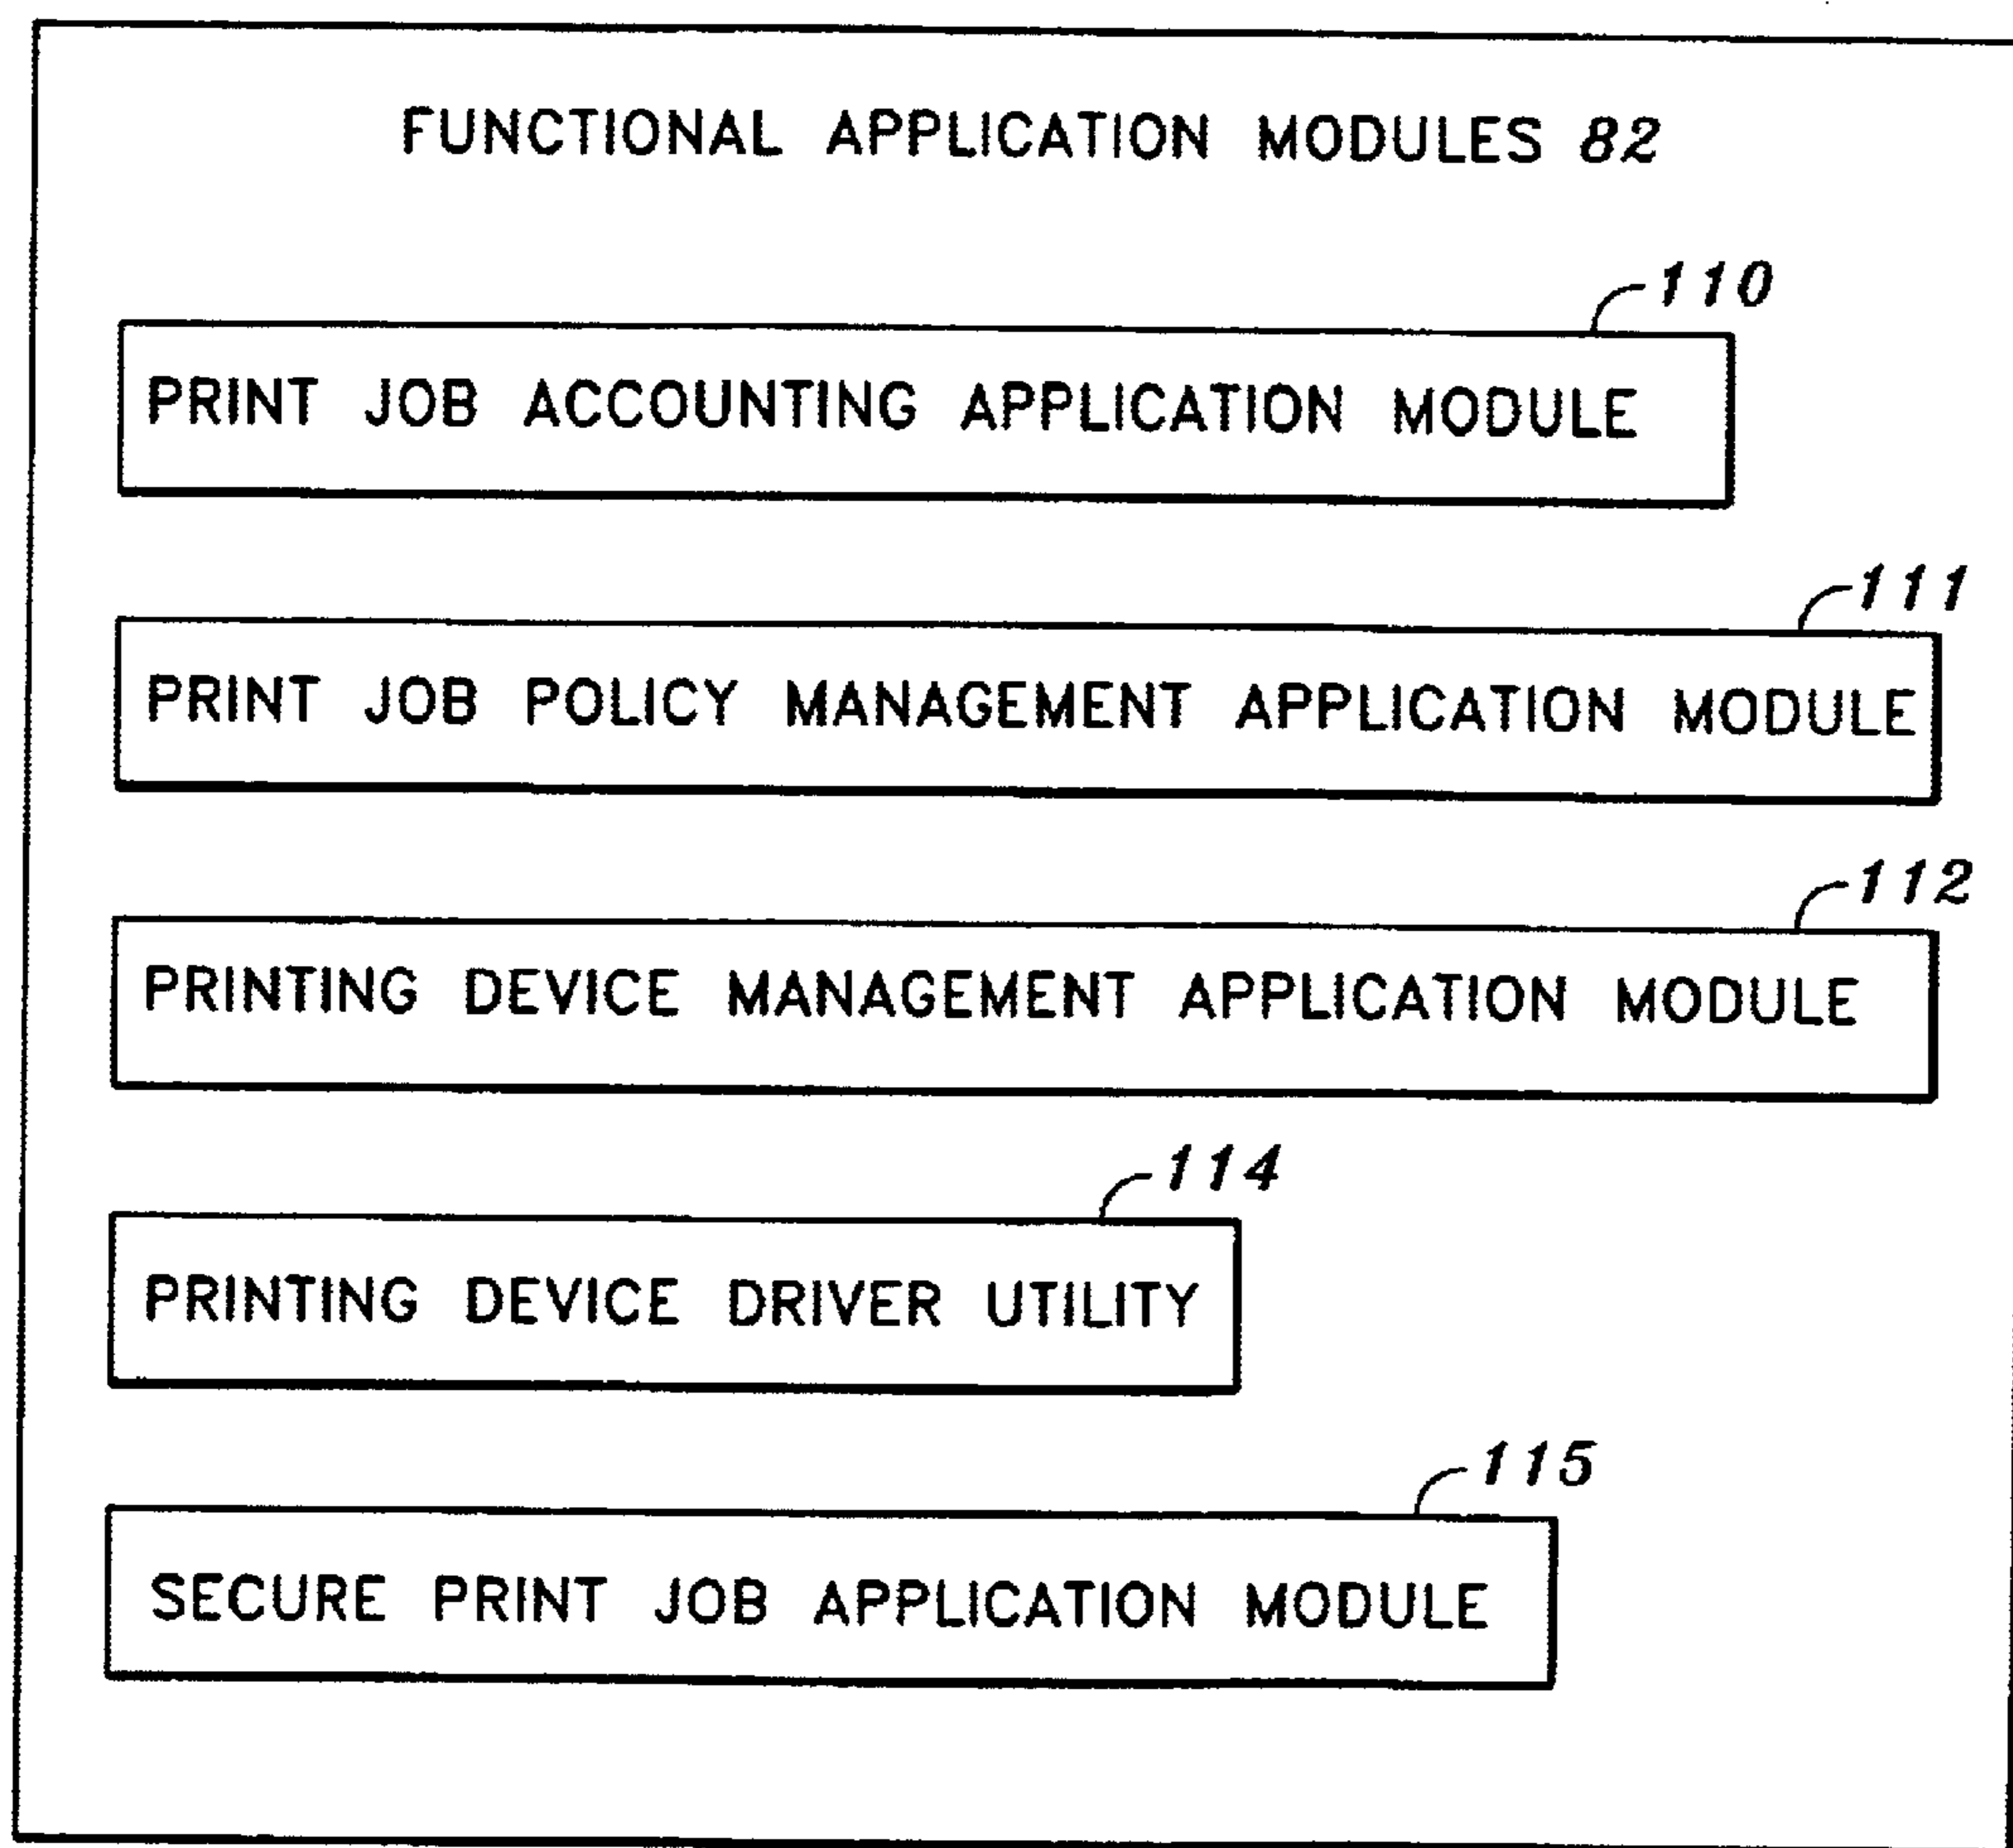 FUNCTIONAL APPLICATION MODULES 82
110
PRINT JOB ACCOUNTING APPLICATION MODULE
111
PRINT JOB POLICY MANAGEMENT APPLICATION MODULE
112
PRINTING DEVICE MANAGEMENT APPLICATION MODULE
114
PRINTING DEVICE DRIVER UTILITY
115
SECURE PRINT JOB APPLICATION MODULE